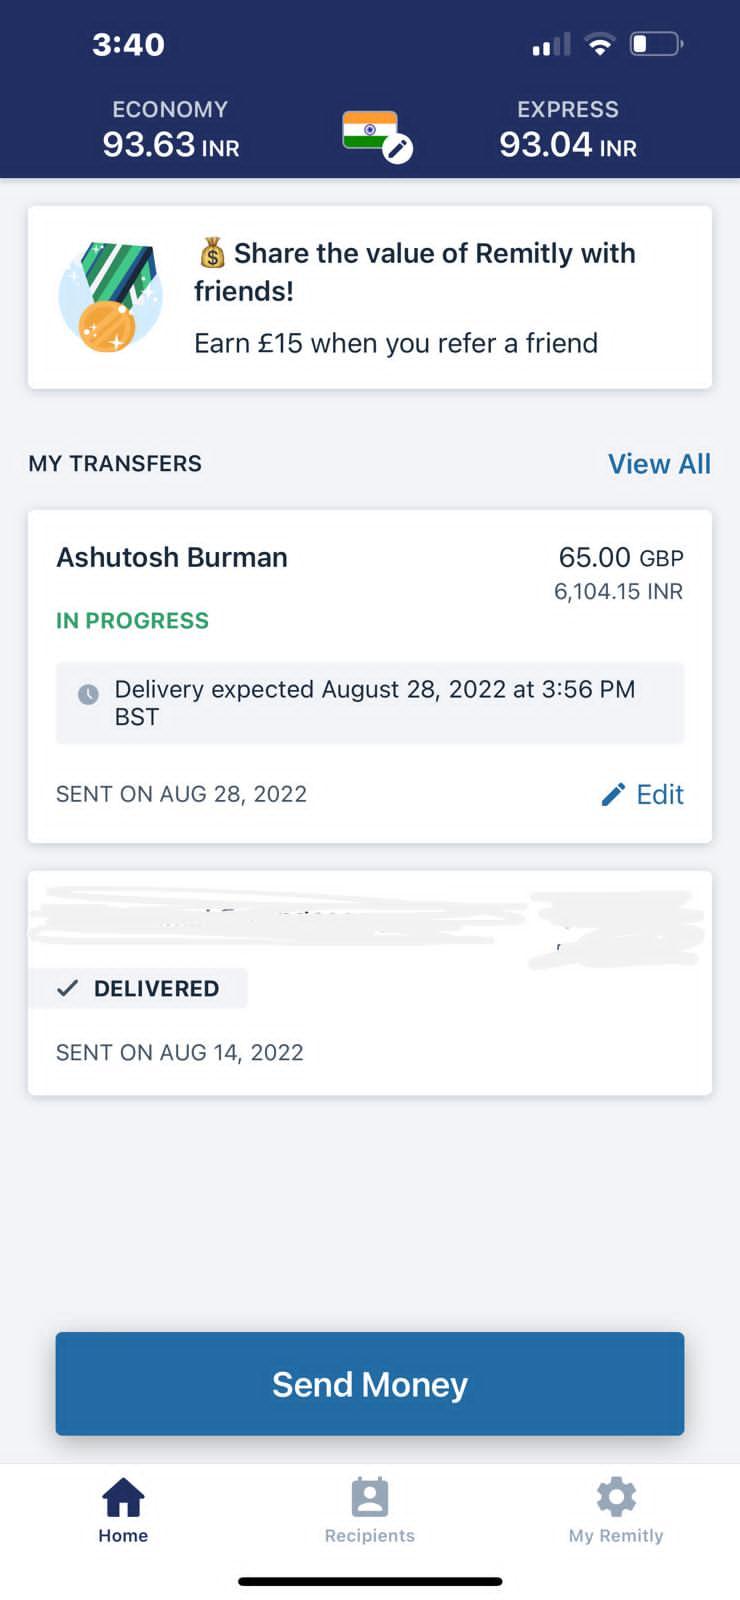 3:40
ECONOMY
93.63 INR
EXPRESS
93.04 INR
Share the value of Remitly with
friends!
Earn £15 when you refer a friend
MY TRANSFERS
View All
Ashutosh Burman
65.00 GBP
6,104.15 INR
IN PROGRESS
Delivery expected August 28, 2022 at 3:56 PM
BST
SENT ON AUG 28, 2022
Edit
DELIVERED
SENT ON AUG 14, 2022
Send Money
Home
Recipients
My Remitly